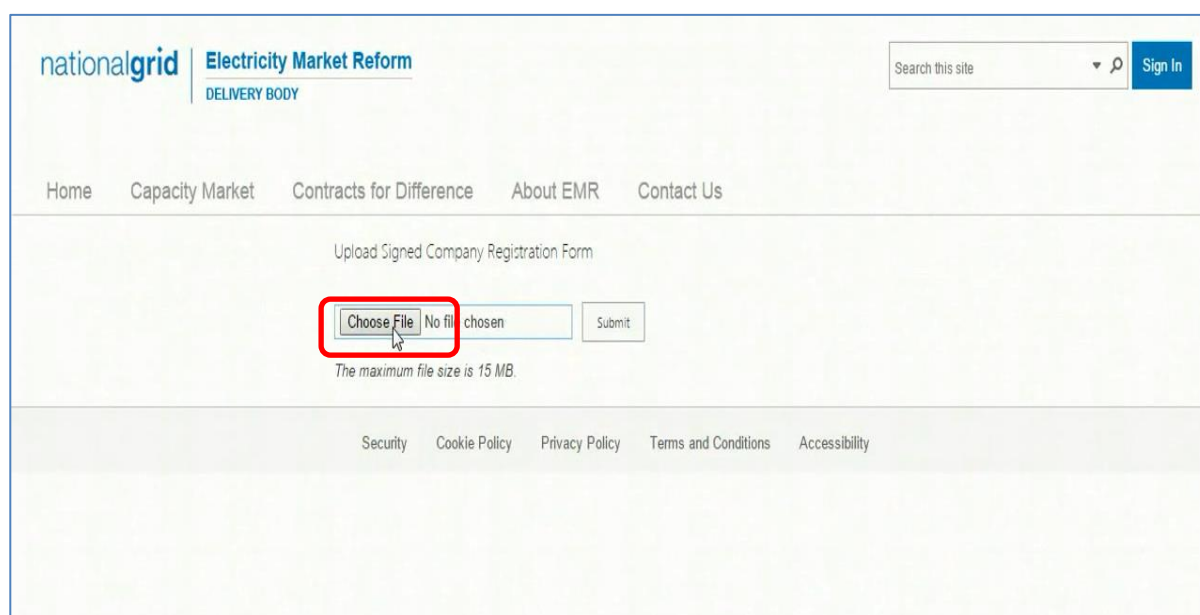 nationalgrid
Electricity Market Reform
DELIVERY BODY
Search this site
Sign In
Home Capacity Market Contracts for Difference About EMR Contact Us
Upload Signed Company Registration Form
Choose File No file chosen Submit
The maximum file size is 15 MB.
Security Cookie Policy Privacy Policy Terms and Conditions Accessibility